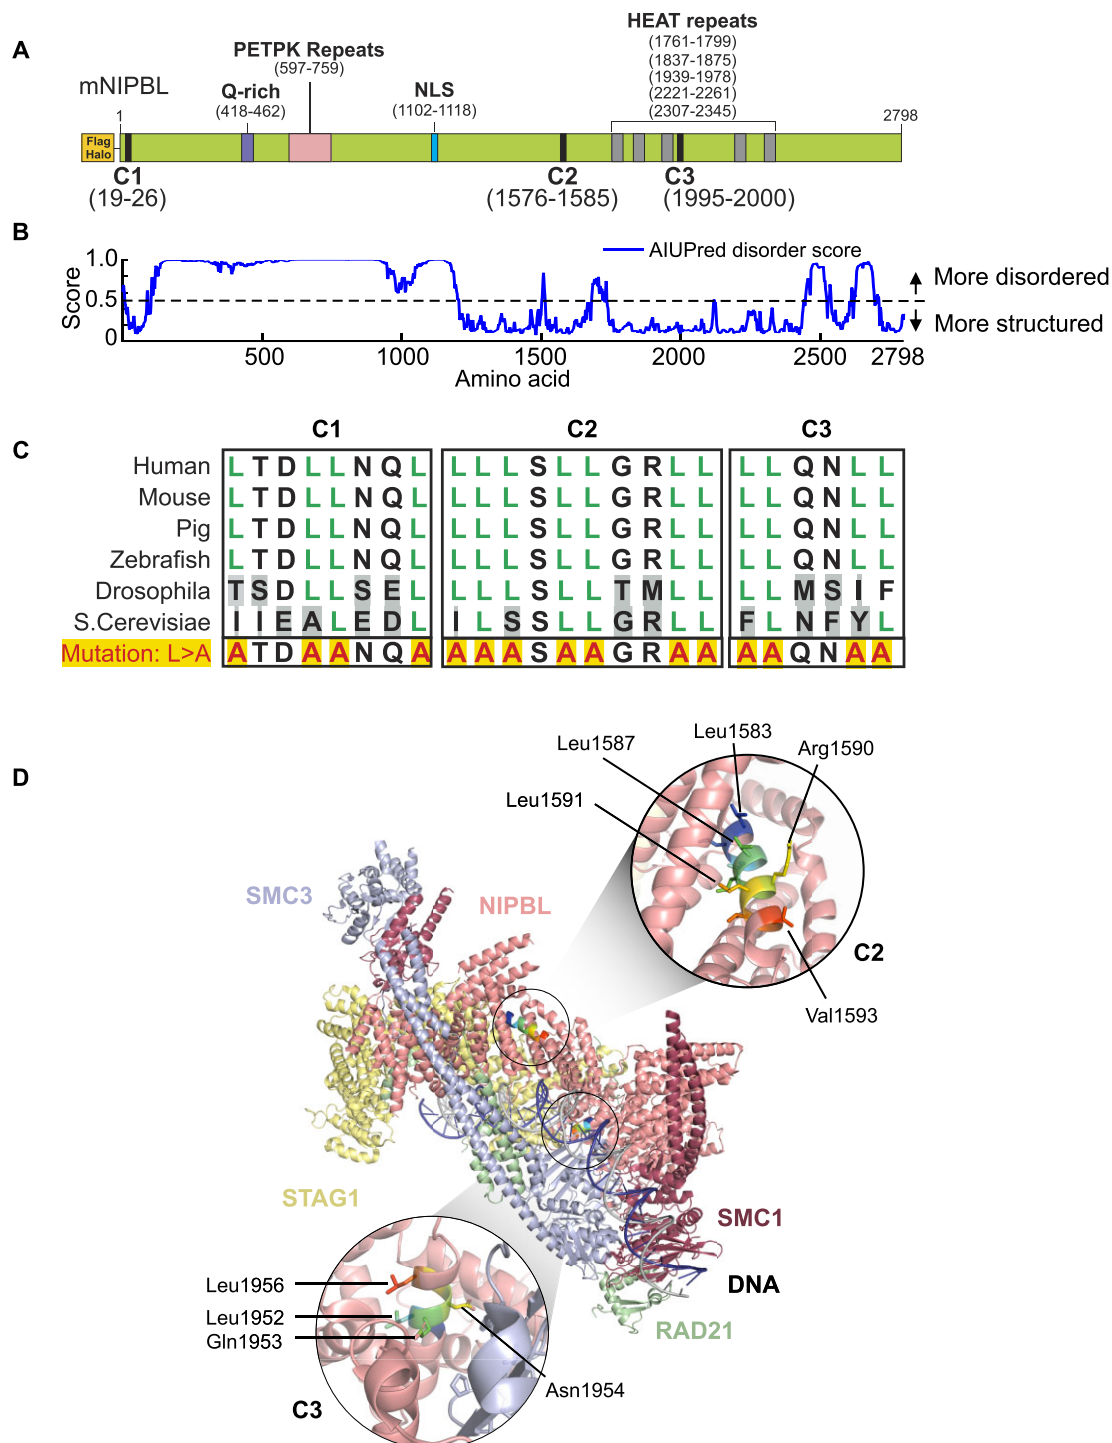 A
mNIPBL
1
Flag
Halo
C1
(19-26)
Q-rich
(418-462)
PETPK Repeats
(597-759)
NLS
(1102-1118)
C2
(1576-1585)
HEAT repeats
(1761-1799)
(1837-1875)
(1939-1978)
(2221-2261)
(2307-2345)
C3
(1995-2000)
2798
B
AIUPred disorder score
Score
1.0
0.5
0
500
1000
1500
2000
2500
2798
Amino acid
More disordered
More structured
C
C1 C2 C3
Human L T D L L N Q L L L L S L L G R L L L L Q N L L
Mouse L T D L L N Q L L L L S L L G R L L L L Q N L L
Pig L T D L L N Q L L L L S L L G R L L L L Q N L L
Zebrafish L T D L L N Q L L L L S L L G R L L L L Q N L L
Drosophila T S D L L S E L L L L S L L T M L L L L M S I F
S.Cerevisiae I I E A L E D L I L S S L L G R L L F L N F Y L
Mutation: L>A A T D A A N Q A A A A S A A G R A A A A Q N A A
D
Leu1583
Leu1587
Arg1590
Leu1591
C2
Val1593
SMC3
NIPBL
STAG1
SMC1
DNA
RAD21
Leu1956
Leu1952
Gln1953
Asn1954
C3